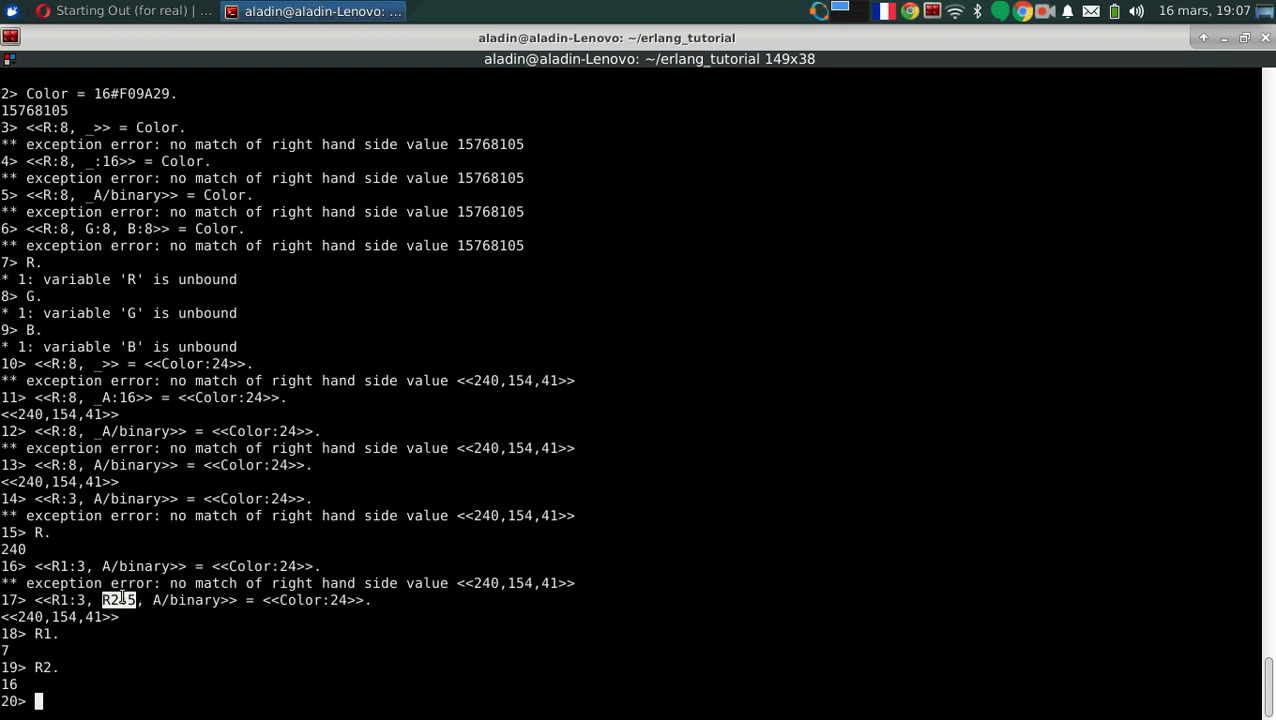 Starting Out (for real) | ...
aladin@aladin-Lenovo: ...
16 mars, 19:07
aladin@aladin-Lenovo: ~/erlang_tutorial
aladin@aladin-Lenovo: ~/erlang_tutorial 149x38
2> Color = 16#F09A29.
15768105
3> <<R:8, _>> = Color.
** exception error: no match of right hand side value 15768105
4> <<R:8, _:16>> = Color.
** exception error: no match of right hand side value 15768105
5> <<R:8, _A/binary>> = Color.
** exception error: no match of right hand side value 15768105
6> <<R:8, G:8, B:8>> = Color.
** exception error: no match of right hand side value 15768105
7> R.
* 1: variable 'R' is unbound
8> G.
* 1: variable 'G' is unbound
9> B.
* 1: variable 'B' is unbound
10> <<R:8, _>> = <<Color:24>>.
** exception error: no match of right hand side value <<240,154,41>>
11> <<R:8, _A:16>> = <<Color:24>>.
<<240,154,41>>
12> <<R:8, _A/binary>> = <<Color:24>>.
** exception error: no match of right hand side value <<240,154,41>>
13> <<R:8, A/binary>> = <<Color:24>>.
<<240,154,41>>
14> <<R:3, A/binary>> = <<Color:24>>.
** exception error: no match of right hand side value <<240,154,41>>
15> R.
240
16> <<R1:3, A/binary>> = <<Color:24>>.
** exception error: no match of right hand side value <<240,154,41>>
17> <<R1:3, R2:5, A/binary>> = <<Color:24>>.
<<240,154,41>>
18> R1.
7
19> R2.
16
20>